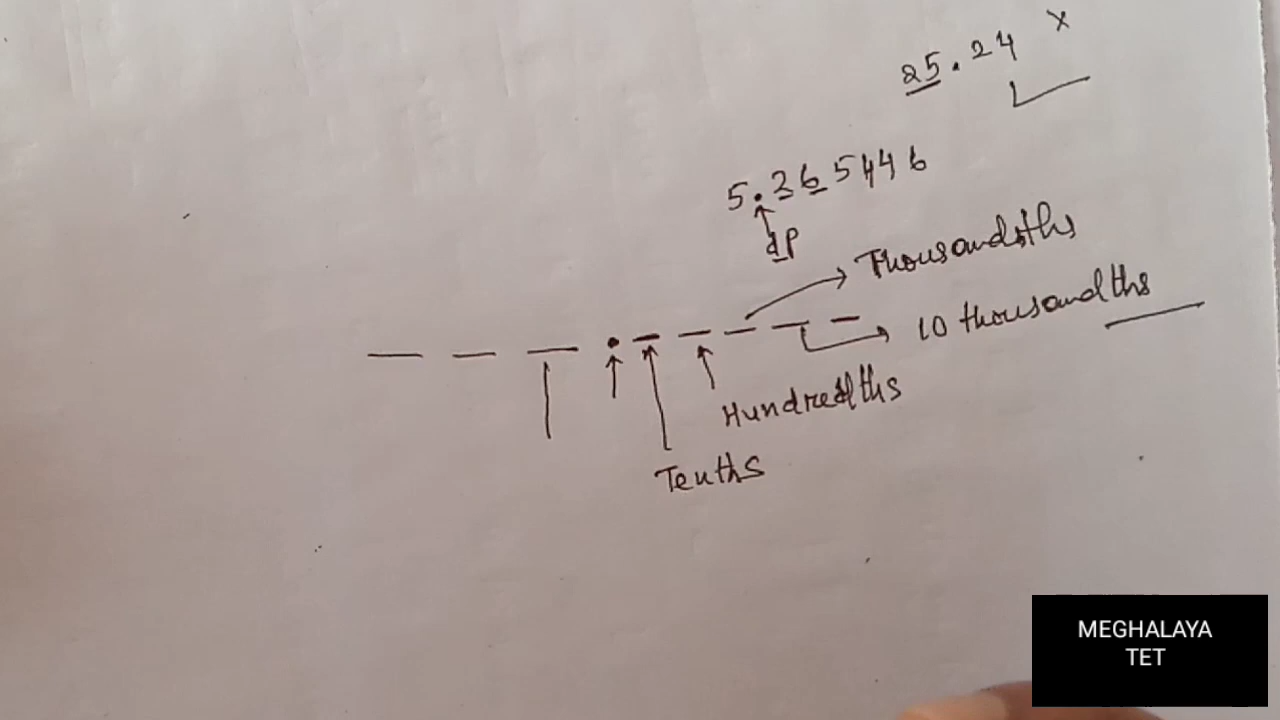 25.24 x
5.365446
dp
Thousandths
10 thousandths
Hundredths
Tenths
MEGHALAYA
TET